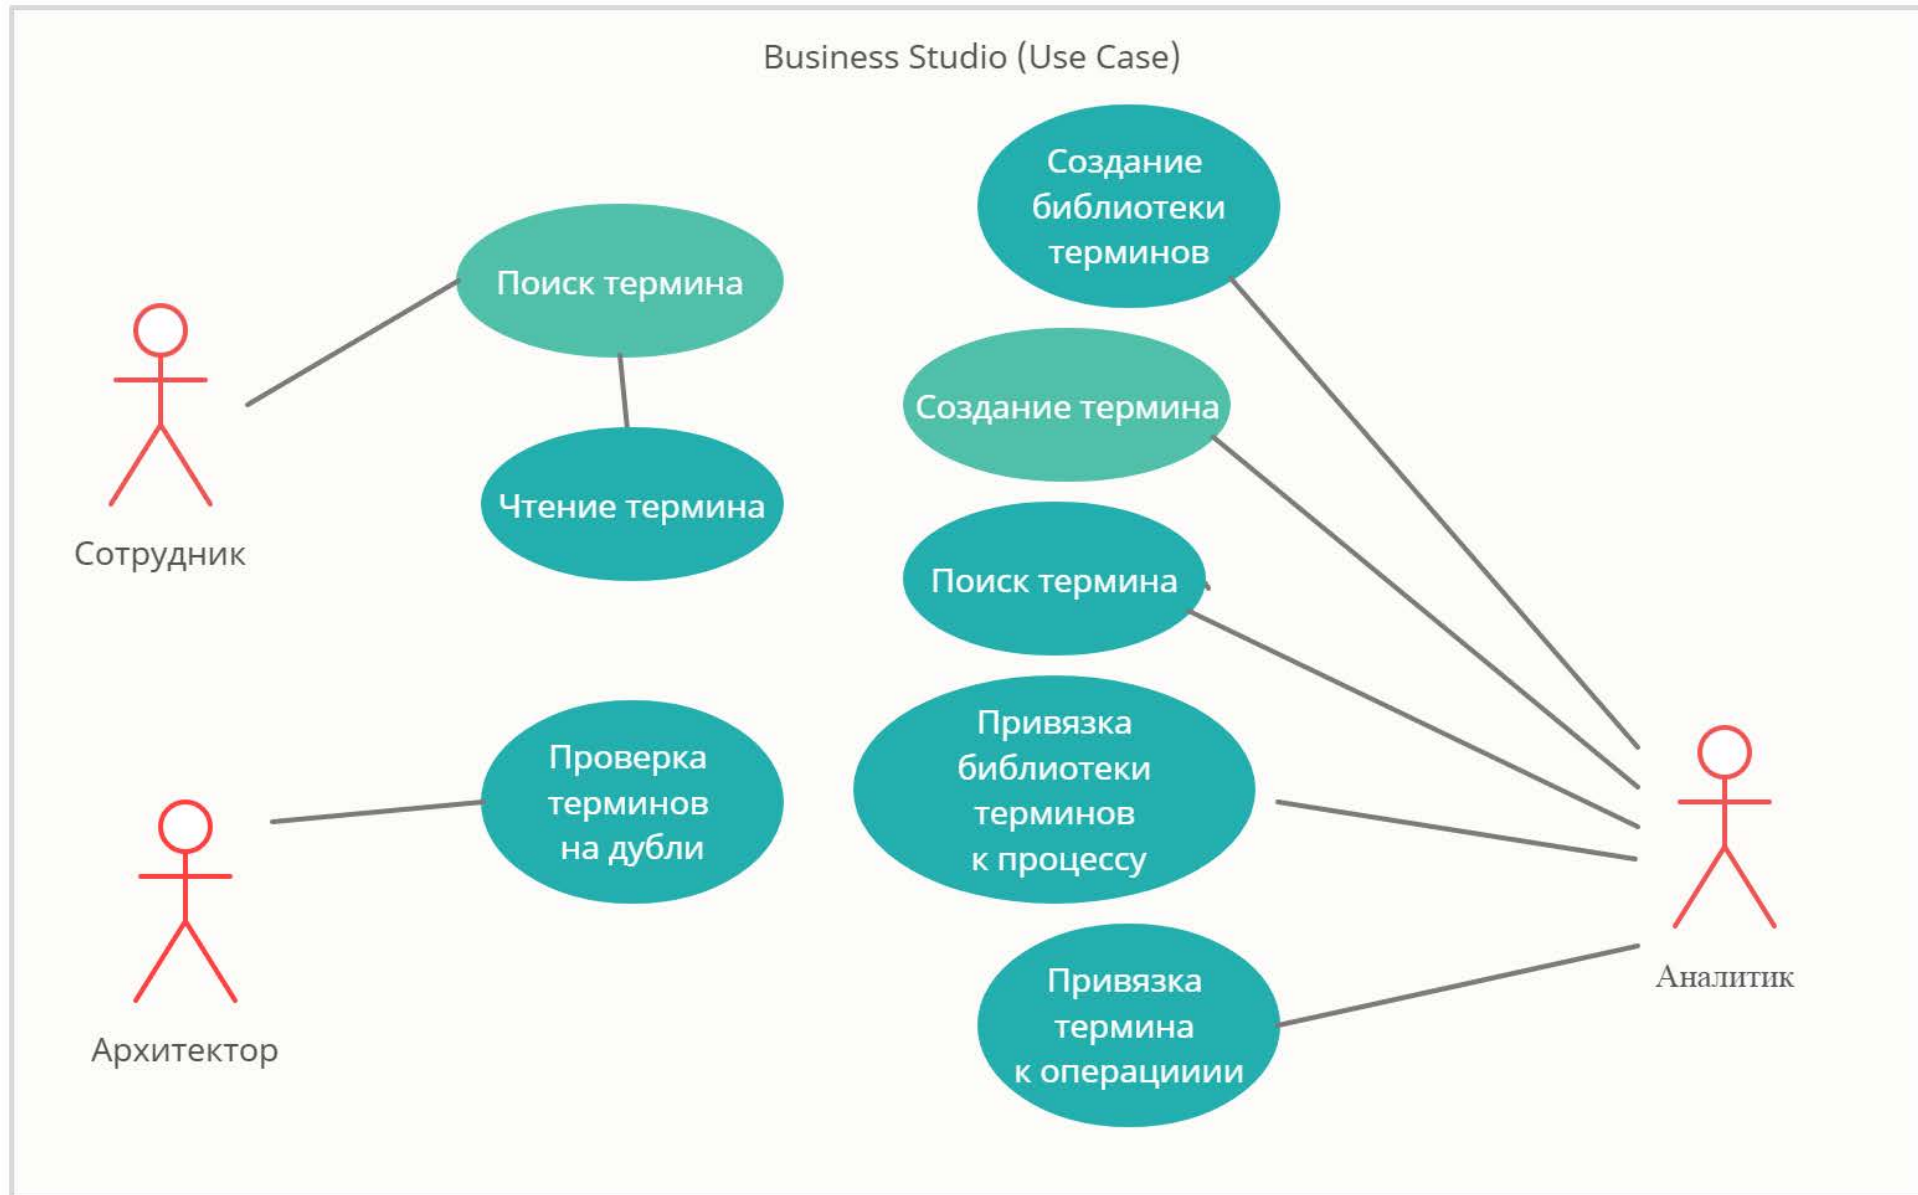 Business Studio (Use Case)
Поиск термина
Чтение термина
Сотрудник
Проверка
терминов
на дубли
Архитектор
Создание
библиотеки
терминов
Создание термина
Поиск термина
Привязка
библиотеки
терминов
к процессу
Привязка
термина
к операцииии
Аналитик